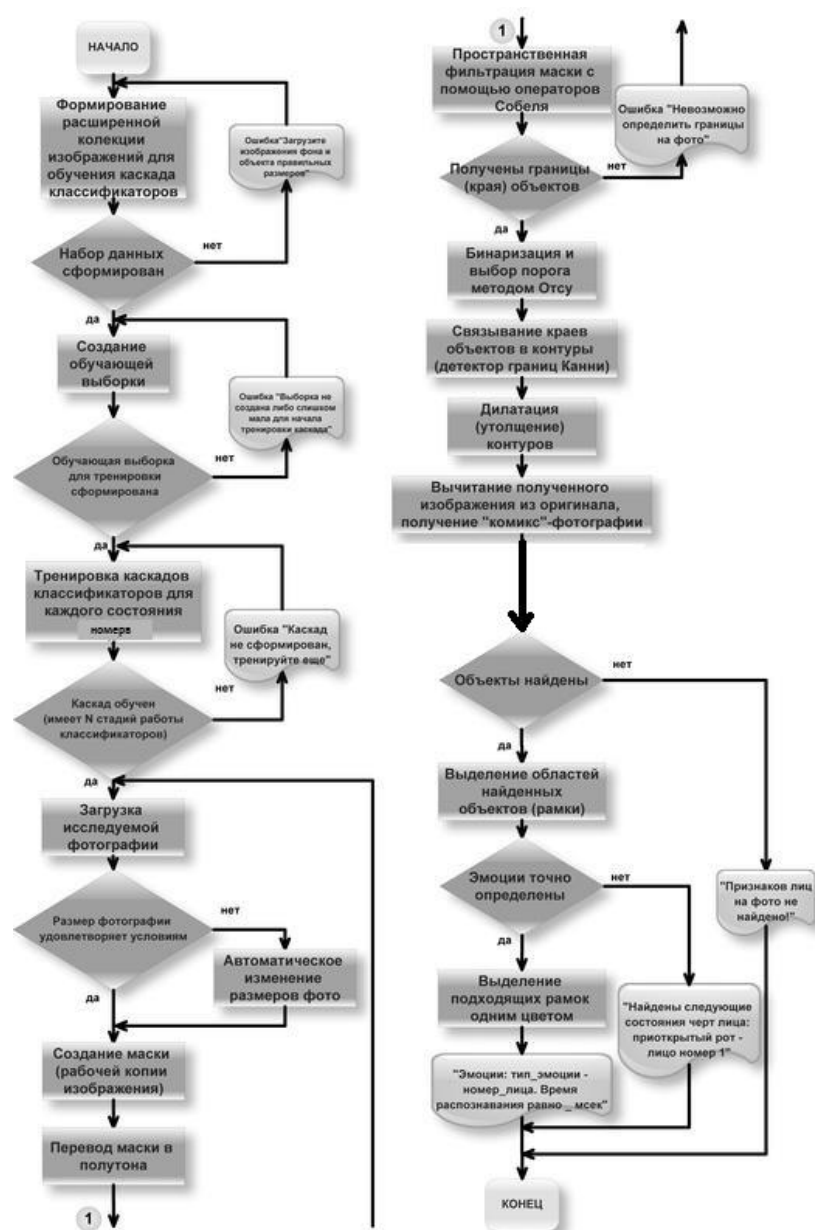 НАЧАЛО
Формирование
расширенной
колекции
изображений для
обучения каскада
классификаторов
Ошибка"Загрузите
изображения фона и
объекта правильных
размеров"
Набор данных
сформирован
нет
да
Создание
обучающей
выборки
Ошибка "Выборка не
создана либо слишком
мала для начала
тренировки каскада"
Обучающая выборка
для тренировки
сформирована
нет
да
Тренировка каскадов
классификаторов для
каждого состояния
номера
Ошибка "Каскад
не сформирован,
тренируйте еще"
Каскад обучен
(имеет N стадий работы
классификаторов)
нет
да
Загрузка
исследуемой
фотографии
Размер фотографии
удовлетворяет условиям
нет
Автоматическое
изменение
размеров фото
да
Создание маски
(рабочей копии
изображения)
Перевод маски в
полутона
1
1
Пространственная
фильтрация маски с
помощью операторов
Собеля
Ошибка "Невозможно
определить границы
на фото"
Получены границы
(края) объектов
нет
да
Бинаризация и
выбор порога
методом Отсу
Связывание краев
объектов в контуры
(детектор границ Канни)
Дилатация
(утолщение)
контуров
Вычитание полученного
изображения из оригинала,
получение "комикс"-фотографии
Объекты найдены
нет
да
Выделение областей
найденных
объектов (рамки)
Эмоции точно
определены
нет
"Признаков лиц
на фото не
найдено!"
да
Выделение
подходящих рамок
одним цветом
"Найдены следующие
состояния черт лица:
приоткрытый рот -
лицо номер 1"
"Эмоции: тип_эмоции -
номер_лица. Время
распознавания равно _ мсек"
КОНЕЦ